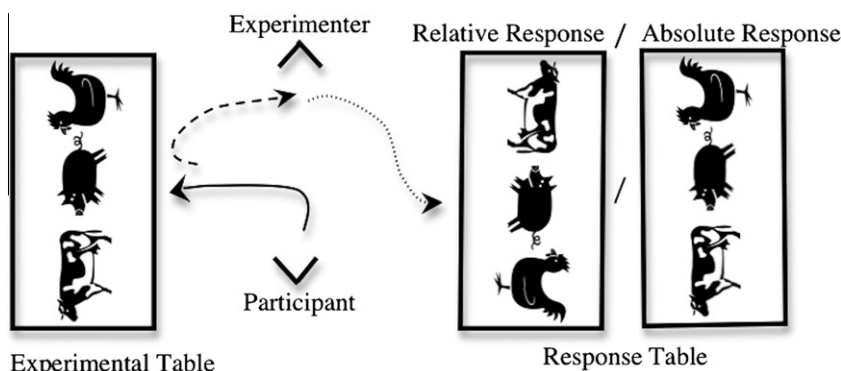 Experimenter
Relative Response / Absolute Response
/
Participant
Experimental Table
Response Table